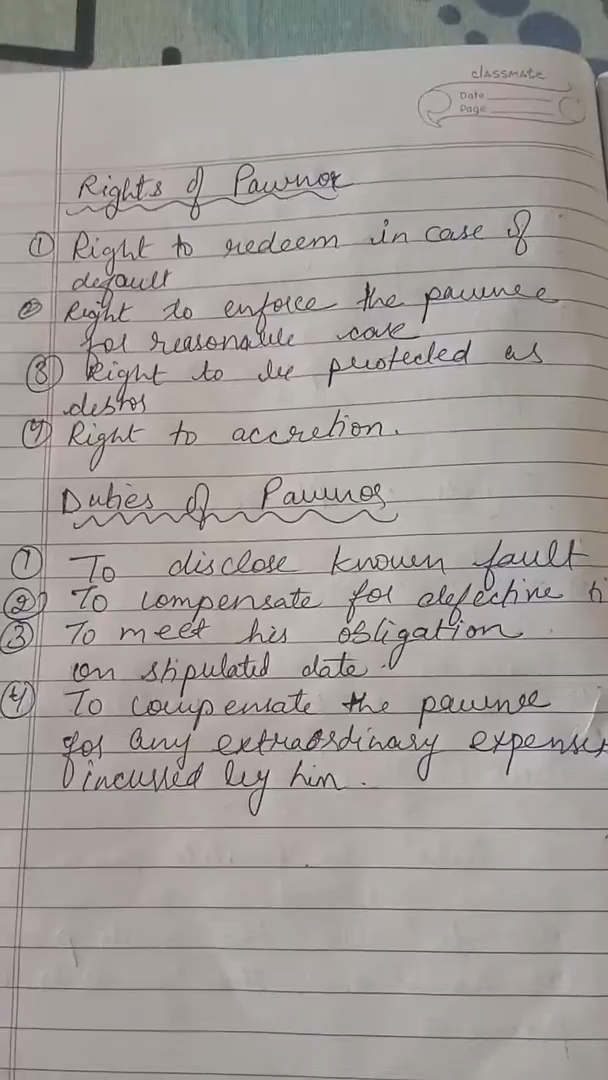 classmate
Date
Page
Rights of Pawnor
① Right to redeem in case of
default
② Right to enforce the pawnee
for reasonable care
③ Right to be protected as
debtor
④ Right to accretion.
Duties of Pawnor
① To disclose known fault
② To compensate for defective
③ To meet his obligation
on stipulated date.
④ To compensate the pawnee
for any extraordinary expenses
incurred by him.